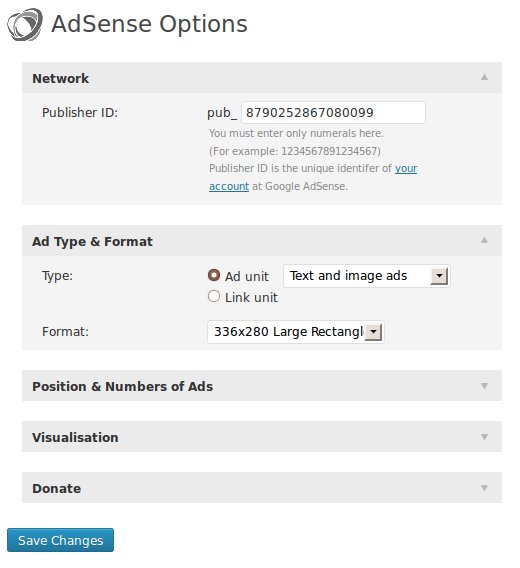 AdSense Options
Network
Publisher ID: pub_ 8790252867080099
You must enter only numerals here.
(For example: 1234567891234567)
Publisher ID is the unique identifer of your
account at Google AdSense.
Ad Type & Format
Type: Ad unit Text and image ads
Link unit
Format: 336x280 Large Rectangl
Position & Numbers of Ads
Visualisation
Donate
Save Changes